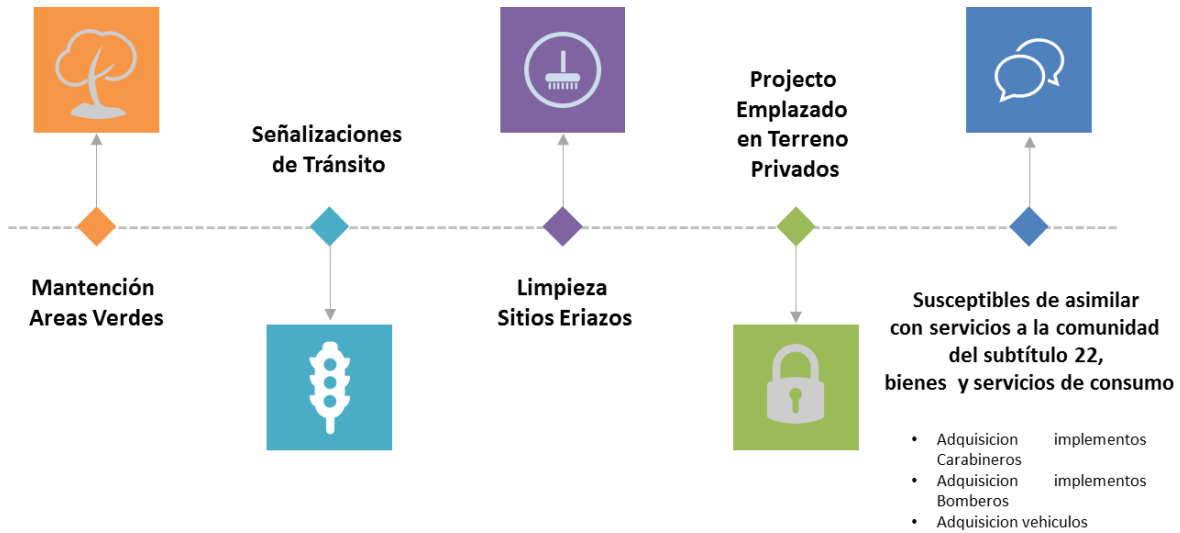 Mantención
Areas Verdes
Señalizaciones
de Tránsito
Limpieza
Sitios Eriazos
Projecto
Emplazado
en Terreno
Privados
Susceptibles de asimilar
con servicios a la comunidad
del subtítulo 22,
bienes y servicios de consumo
• Adquisicion implementos
Carabineros
• Adquisicion implementos
Bomberos
• Adquisicion vehiculos